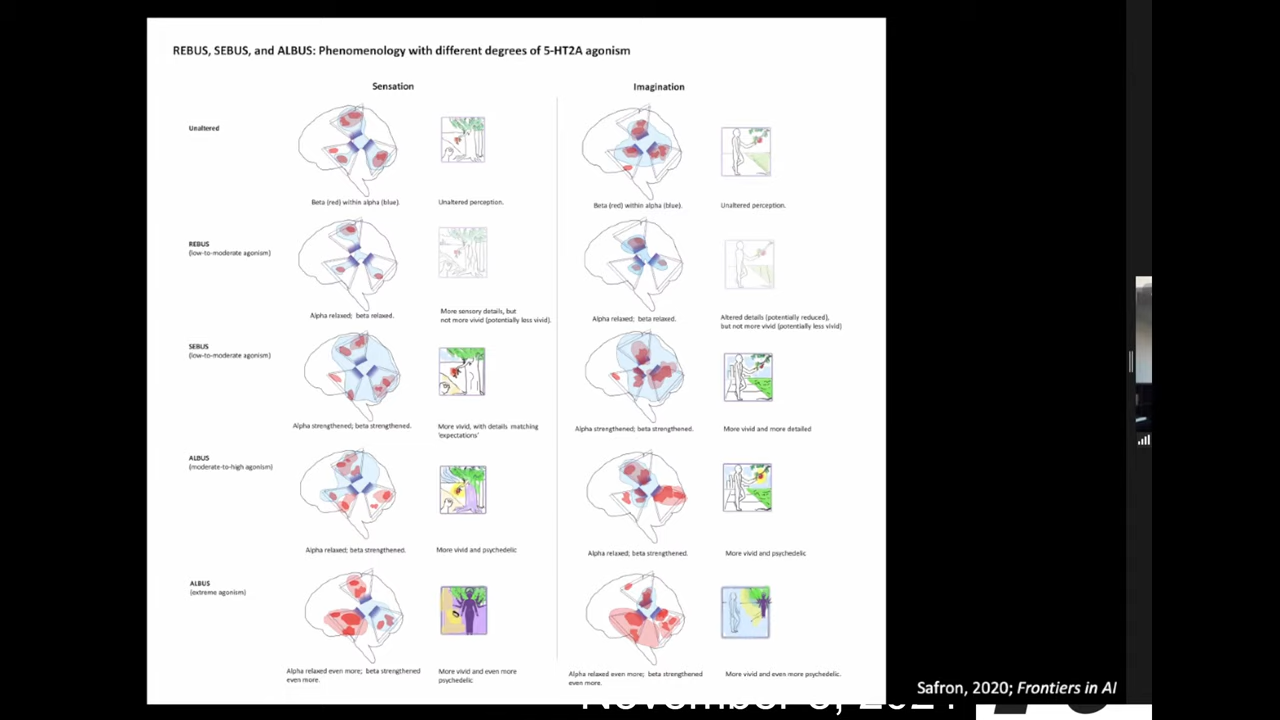 REBUS, SEBUS, and ALBUS: Phenomenology with different degrees of 5-HT2A agonism
Sensation
Imagination
Unaltered
Beta (red) within alpha (blue).
Unaltered perception.
Beta (red) within alpha (blue).
Unaltered perception.
REBUS
(low-to-moderate agonism)
Alpha relaxed; beta relaxed.
More sensory details, but
not more vivid (potentially less vivid).
Alpha relaxed; beta relaxed.
Altered details (potentially reduced),
but not more vivid (potentially less vivid)
SEBUS
(low-to-moderate agonism)
Alpha strengthened; beta strengthened.
More vivid, with details matching
'expectations'
Alpha strengthened; beta strengthened.
More vivid and more detailed
ALBUS
(moderate-to-high agonism)
Alpha relaxed; beta strengthened.
More vivid and psychedelic
Alpha relaxed; beta strengthened.
More vivid and psychedelic
ALBUS
(extreme agonism)
Alpha relaxed even more; beta strengthened
even more.
More vivid and even more
psychedelic
Alpha relaxed even more; beta strengthened
even more.
More vivid and even more psychedelic.
Safron, 2020; Frontiers in AI